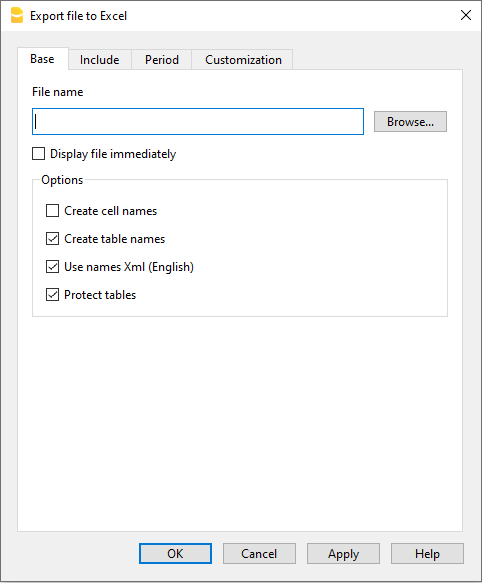 Export file to Excel
Base Include Period Customization
File name
Browse...
Display file immediately
Options
Create cell names
Create table names
Use names Xml (English)
Protect tables
OK Cancel Apply Help